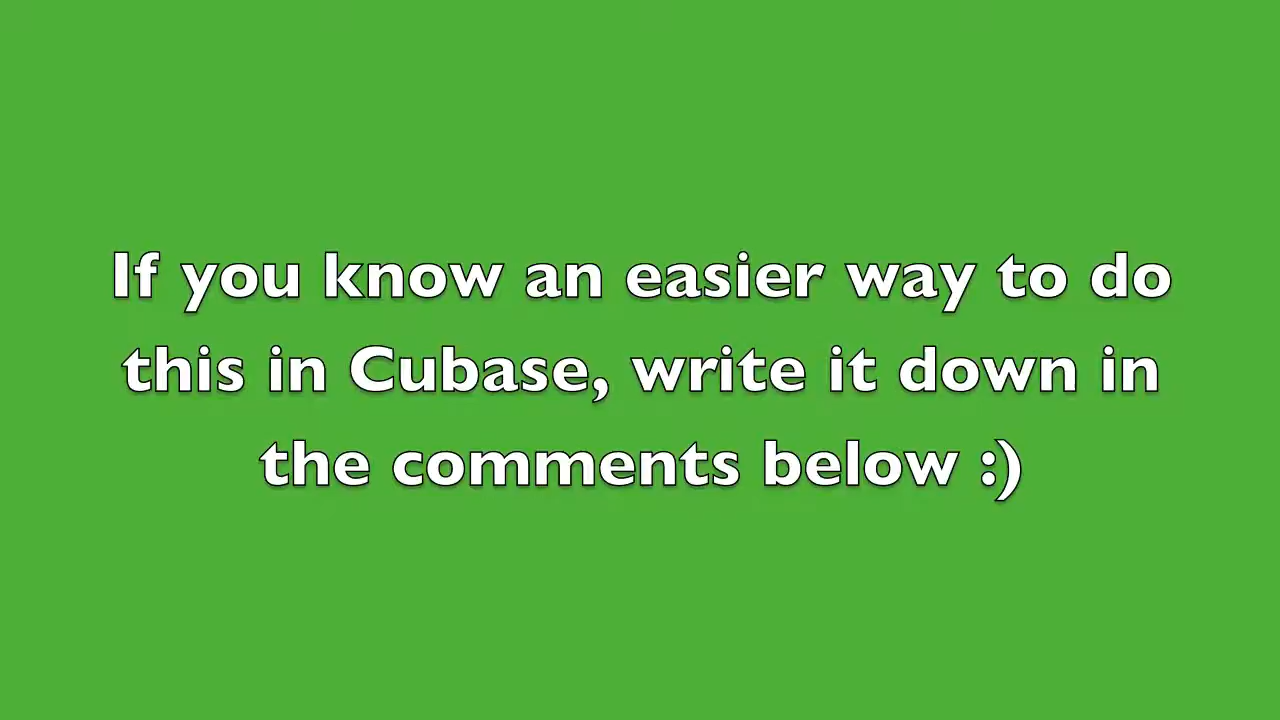 If you know an easier way to do
this in Cubase, write it down in
the comments below :)